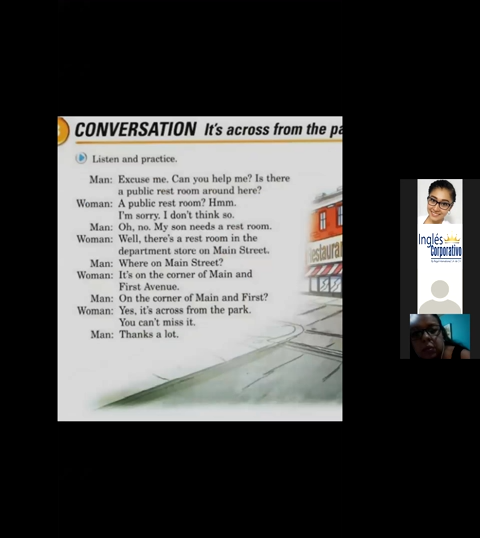 CONVERSATION It's across from the
Listen and practice.
Man: Excuse me. Can you help me? Is there
a public rest room around here?
Woman: A public rest room? Hmm.
I'm sorry. I don't think so.
Man: Oh, no. My son needs a rest room.
Woman: Well, there's a rest room in the
department store on Main Street.
Man: Where on Main Street?
Woman: It's on the corner of Main and
First Avenue.
Man: On the corner of Main and First?
Woman: Yes, it's across from the park.
You can't miss it.
Man: Thanks a lot.
Inglés
Corporativo